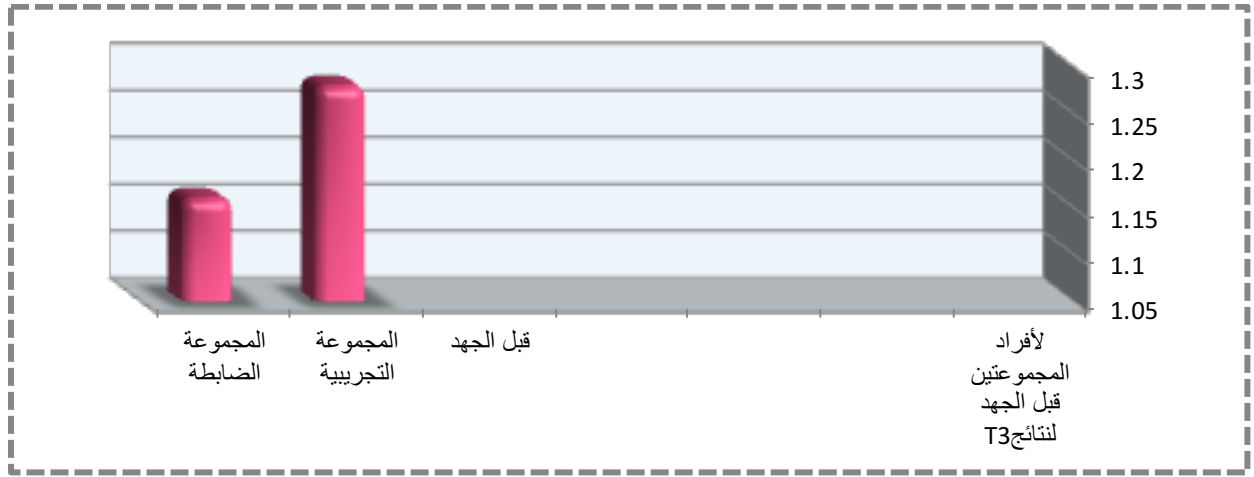 1.3
1.25
1.2
1.15
1.1
1.05
لأفراد
المجموعتين
قبل الجهد
لنتائجT3
قبل الجهد
المجموعة
التجريبية
المجموعة
الضابطة